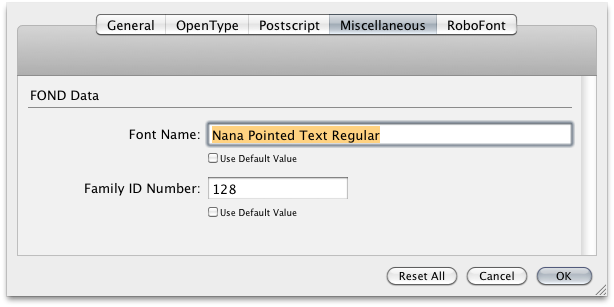 General OpenType Postscript Miscellaneous RoboFont
FOND Data
Font Name: Nana Pointed Text Regular
Use Default Value
Family ID Number: 128
Use Default Value
Reset All Cancel OK